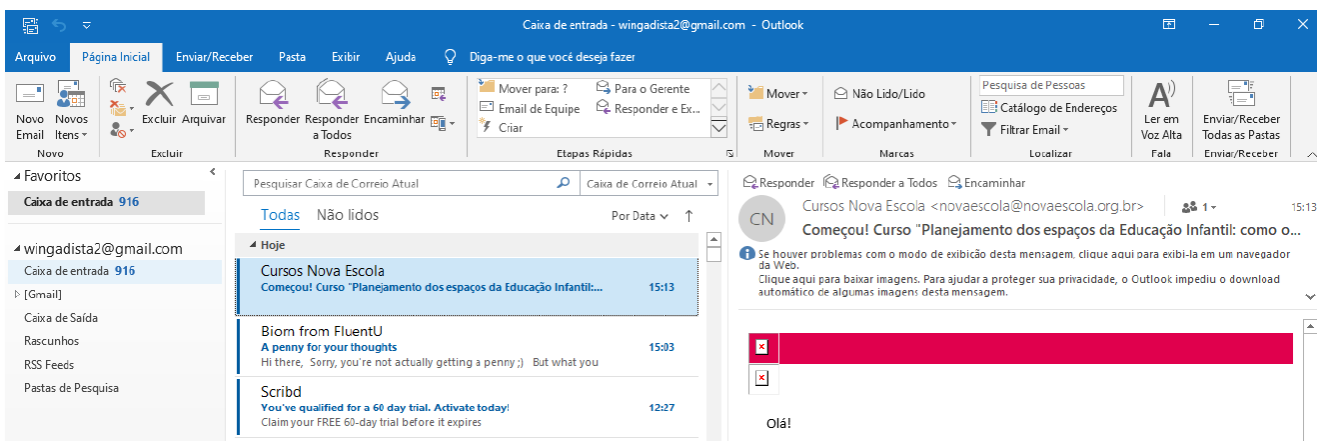 Caixa de entrada - wingadista2@gmail.com - Outlook
Arquivo Página Inicial Enviar/Receber Pasta Exibir Ajuda Diga-me o que você deseja fazer
Novo Email
Novos Itens
Excluir
Arquivar
Responder
Responder a Todos
Encaminhar
Mover para: ?
Email de Equipe
Criar
Para o Gerente
Responder e Ex...
Mover
Regras
Não Lido/Lido
Acompanhamento
Pesquisa de Pessoas
Catálogo de Endereços
Filtrar Email
A
Ler em Voz Alta
Enviar/Receber Todas as Pastas
Novo Excluir Responder Etapas Rápidas Mover Marcas Localizar Fala Enviar/Receber
Favoritos
Caixa de entrada 916
wingadista2@gmail.com
Caixa de entrada 916
[Gmail]
Caixa de Saída
Rascunhos
RSS Feeds
Pastas de Pesquisa
Pesquisar Caixa de Correio Atual Caixa de Correio Atual
Todas Não lidos Por Data
Hoje
Cursos Nova Escola
Começou! Curso "Planejamento dos espaços da Educação Infantil:... 15:13
Biom from FluentU
A penny for your thoughts 15:03
Hi there, Sorry, you're not actually getting a penny ;) But what you
Scribd
You've qualified for a 60 day trial. Activate today! 12:27
Claim your FREE 60-day trial before it expires
Responder Responder a Todos Encaminhar
CN
Cursos Nova Escola <novaescola@novaescola.org.br> 1 15:13
Começou! Curso "Planejamento dos espaços da Educação Infantil: como o...
Se houver problemas com o modo de exibição desta mensagem, clique aqui para exibi-la em um navegador
da Web.
Clique aqui para baixar imagens. Para ajudar a proteger sua privacidade, o Outlook impediu o download
automático de algumas imagens desta mensagem.
Olá!